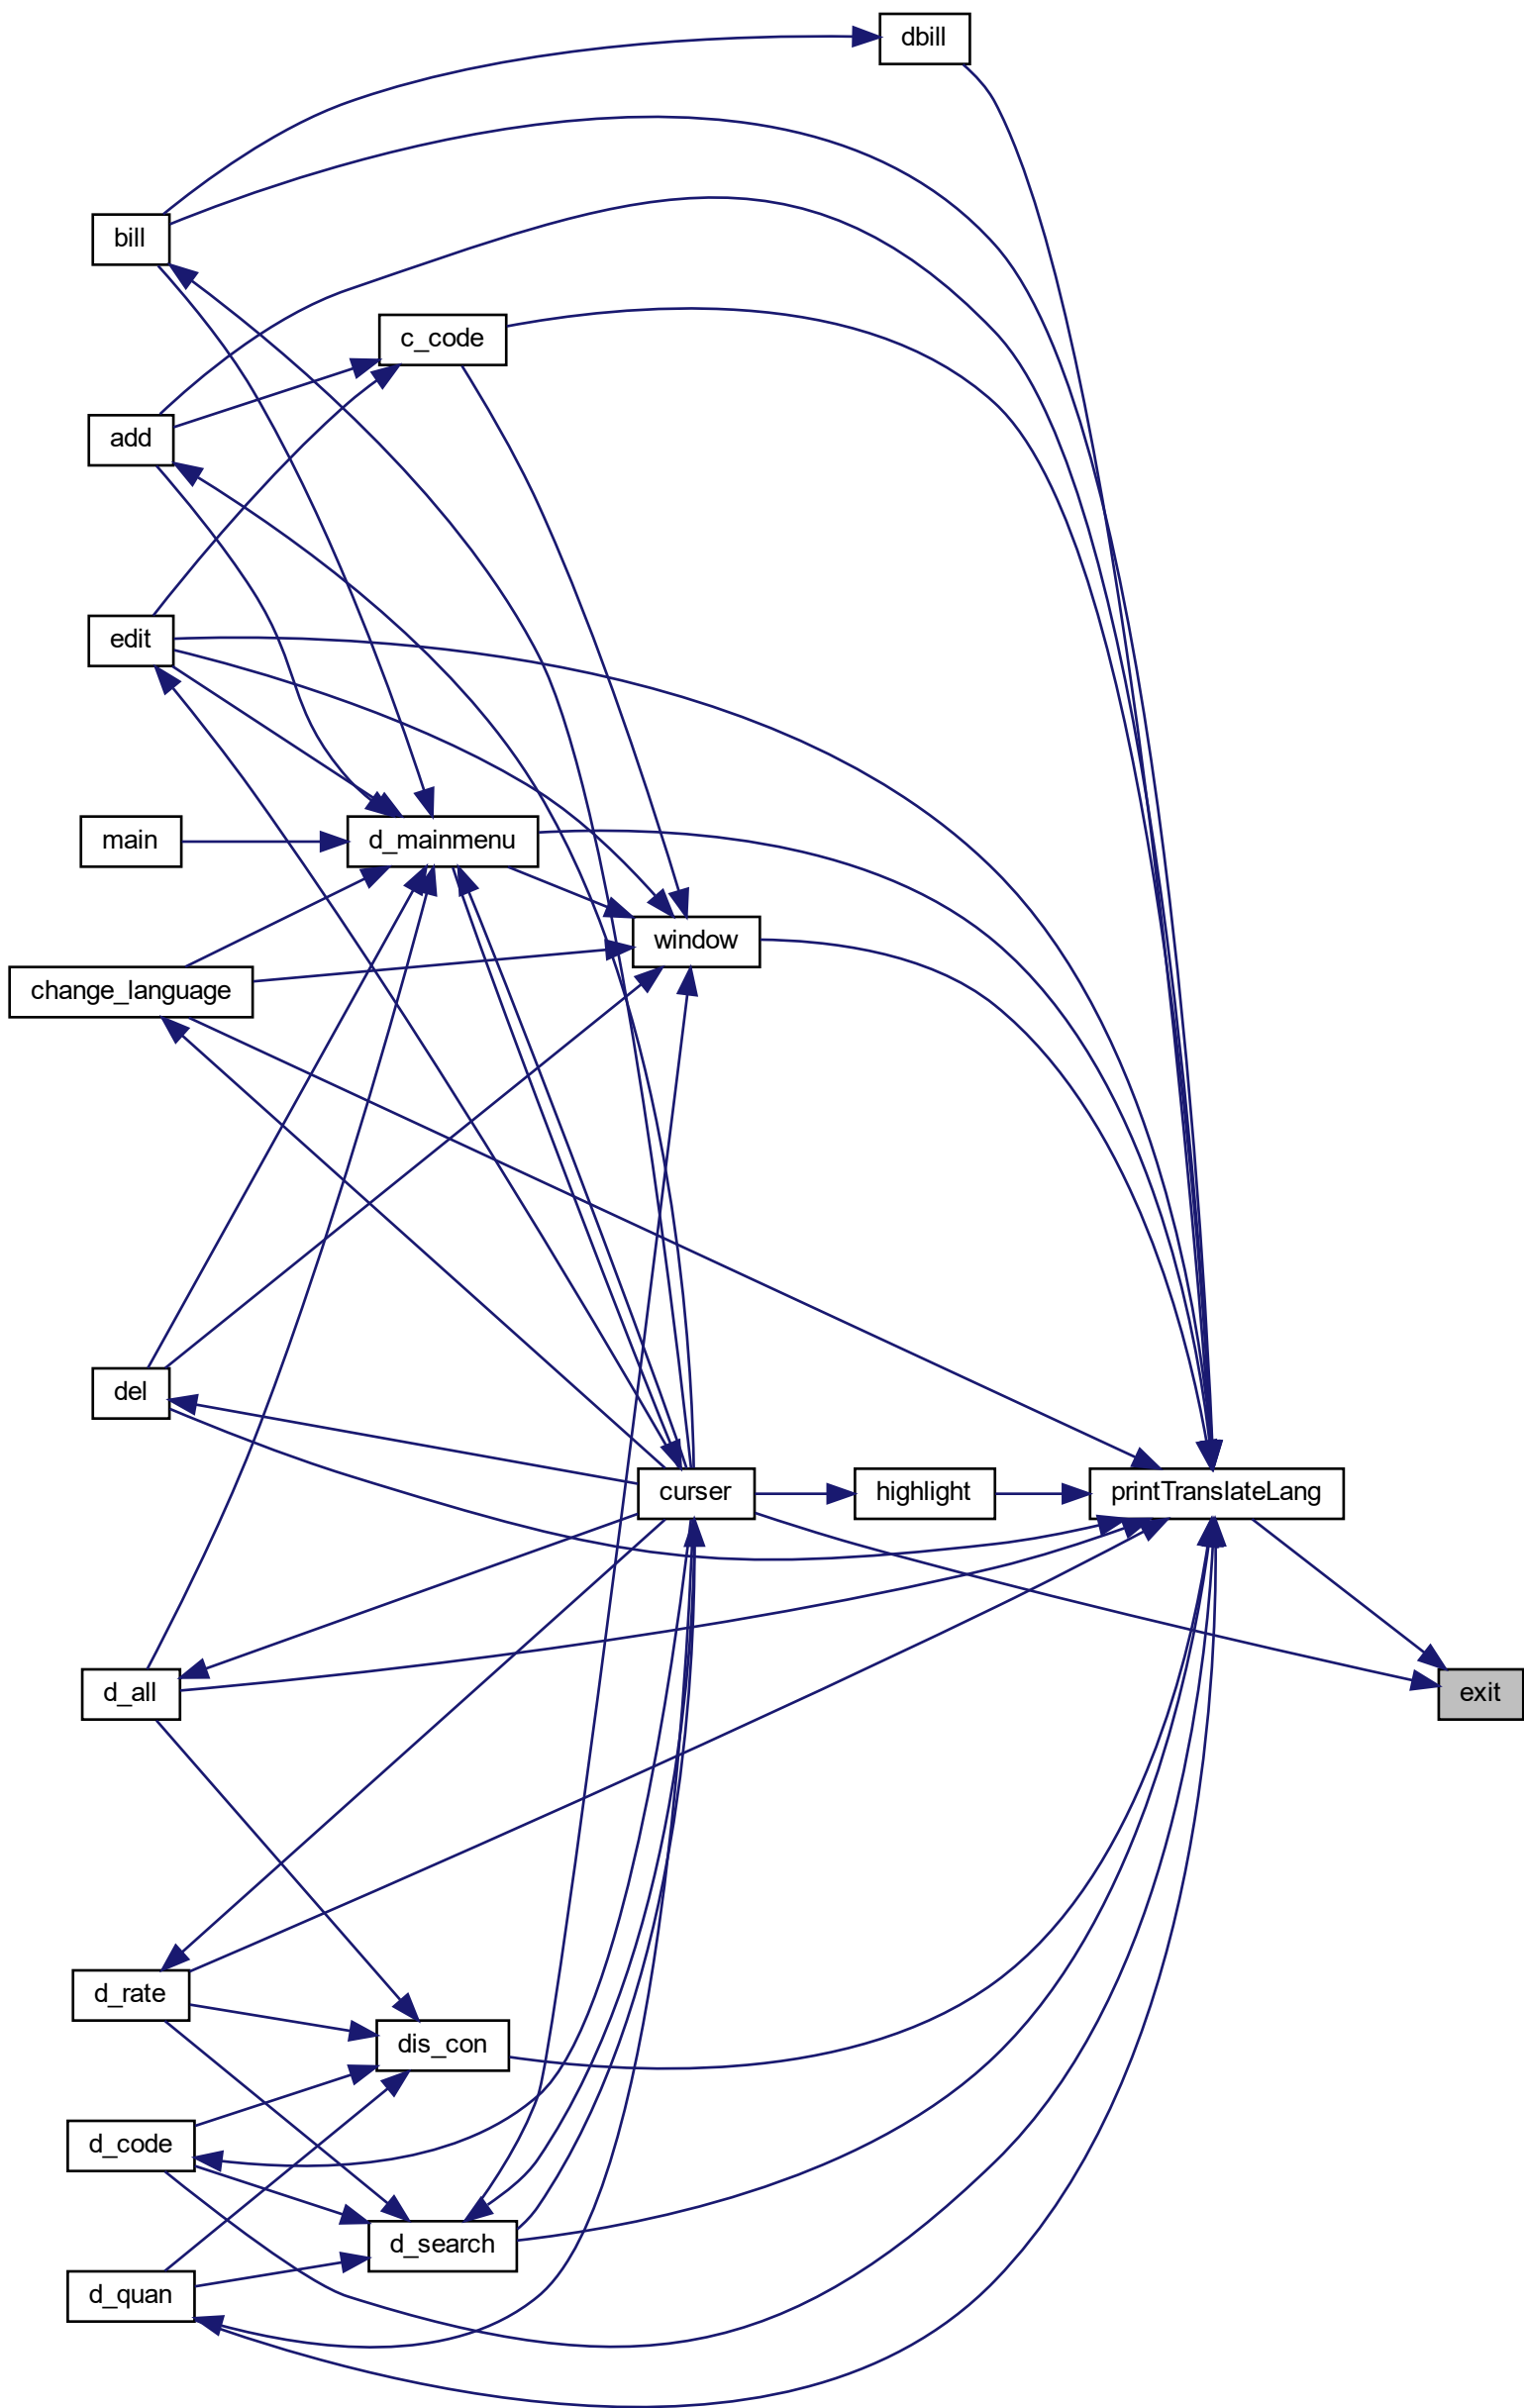 dbill
bill
c_code
add
edit
main
d_mainmenu
window
change_language
del
curser
highlight
printTranslateLang
d_all
exit
d_rate
dis_con
d_code
d_search
d_quan